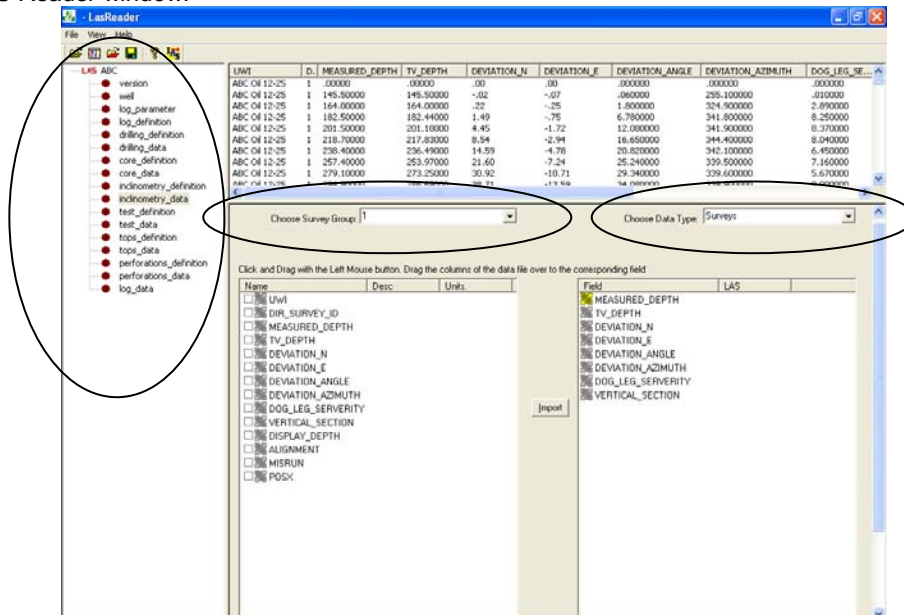 Reader window
- LasReader
File View Help
LAS ABC
version
well
log_parameter
log_definition
drilling_definition
drilling_data
core_definition
core_data
inclinometry_definition
inclinometry_data
test_definition
test_data
tops_definition
tops_data
perforations_definition
perforations_data
log_data
UWI D. MEASURED_DEPTH TV_DEPTH DEVIATION_N DEVIATION_E DEVIATION_ANGLE DEVIATION_AZIMUTH DOG_LEG_SE...
ABC Oil 12-25 1 .00000 .00000 .00 .00 .000000 .000000 .000000
ABC Oil 12-25 1 145.50000 145.50000 -.02 -.07 .060000 255.100000 .010000
ABC Oil 12-25 1 164.00000 164.00000 .22 -.25 1.800000 324.900000 2.890000
ABC Oil 12-25 1 182.50000 182.44000 1.49 -.75 6.780000 341.800000 8.250000
ABC Oil 12-25 1 201.50000 201.18000 4.45 -1.72 12.080000 341.900000 8.370000
ABC Oil 12-25 1 218.70000 217.83000 8.54 -2.94 16.650000 344.400000 8.040000
ABC Oil 12-25 1 238.40000 236.49000 14.59 -4.78 20.820000 342.100000 6.450000
ABC Oil 12-25 1 257.40000 253.97000 21.60 -7.24 25.240000 339.500000 7.160000
ABC Oil 12-25 1 279.10000 273.25000 30.92 -10.71 29.340000 339.600000 5.670000
Choose Survey Group: 1
Choose Data Type: Surveys
Click and Drag with the Left Mouse button. Drag the columns of the data file over to the corresponding field
Name Desc Units.
UWI
DIR_SURVEY_ID
MEASURED_DEPTH
TV_DEPTH
DEVIATION_N
DEVIATION_E
DEVIATION_ANGLE
DEVIATION_AZIMUTH
DOG_LEG_SERVERITY
VERTICAL_SECTION
DISPLAY_DEPTH
ALIGNMENT
MISRUN
POSX
Import
Field LAS
MEASURED_DEPTH
TV_DEPTH
DEVIATION_N
DEVIATION_E
DEVIATION_ANGLE
DEVIATION_AZIMUTH
DOG_LEG_SERVERITY
VERTICAL_SECTION